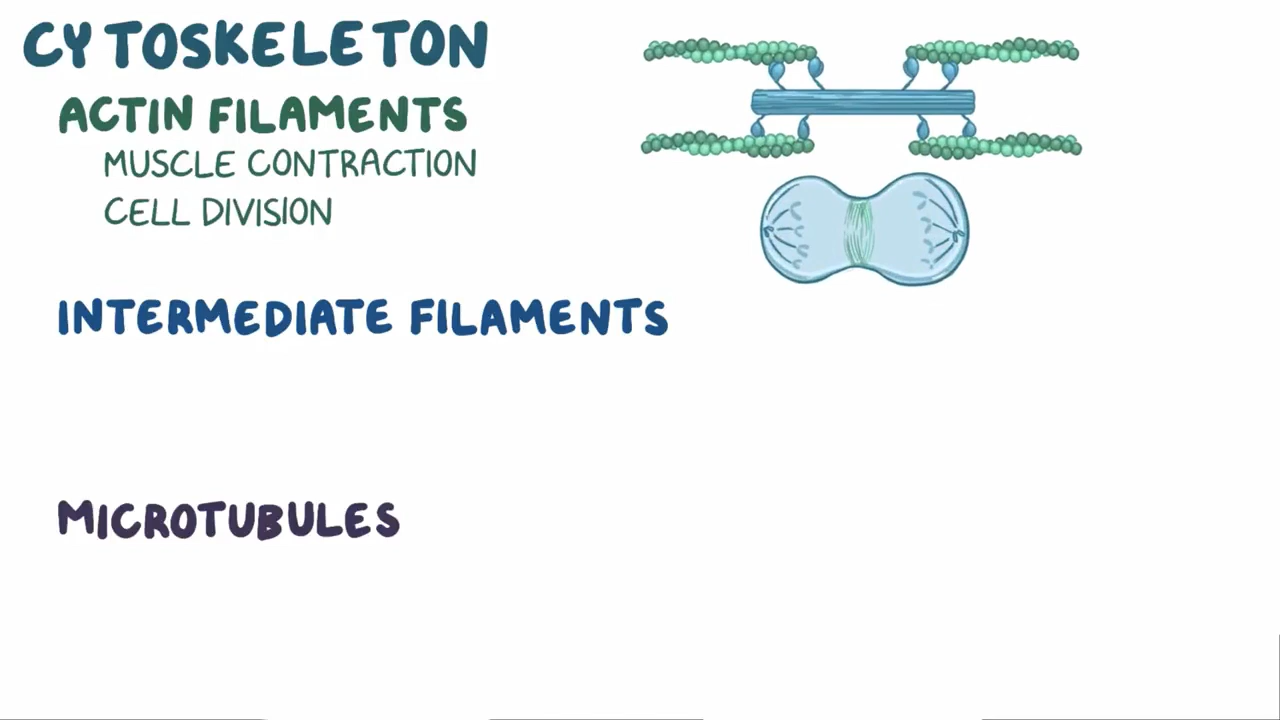 CYTOSKELETON
ACTIN FILAMENTS
MUSCLE CONTRACTION
CELL DIVISION
INTERMEDIATE FILAMENTS
MICROTUBULES